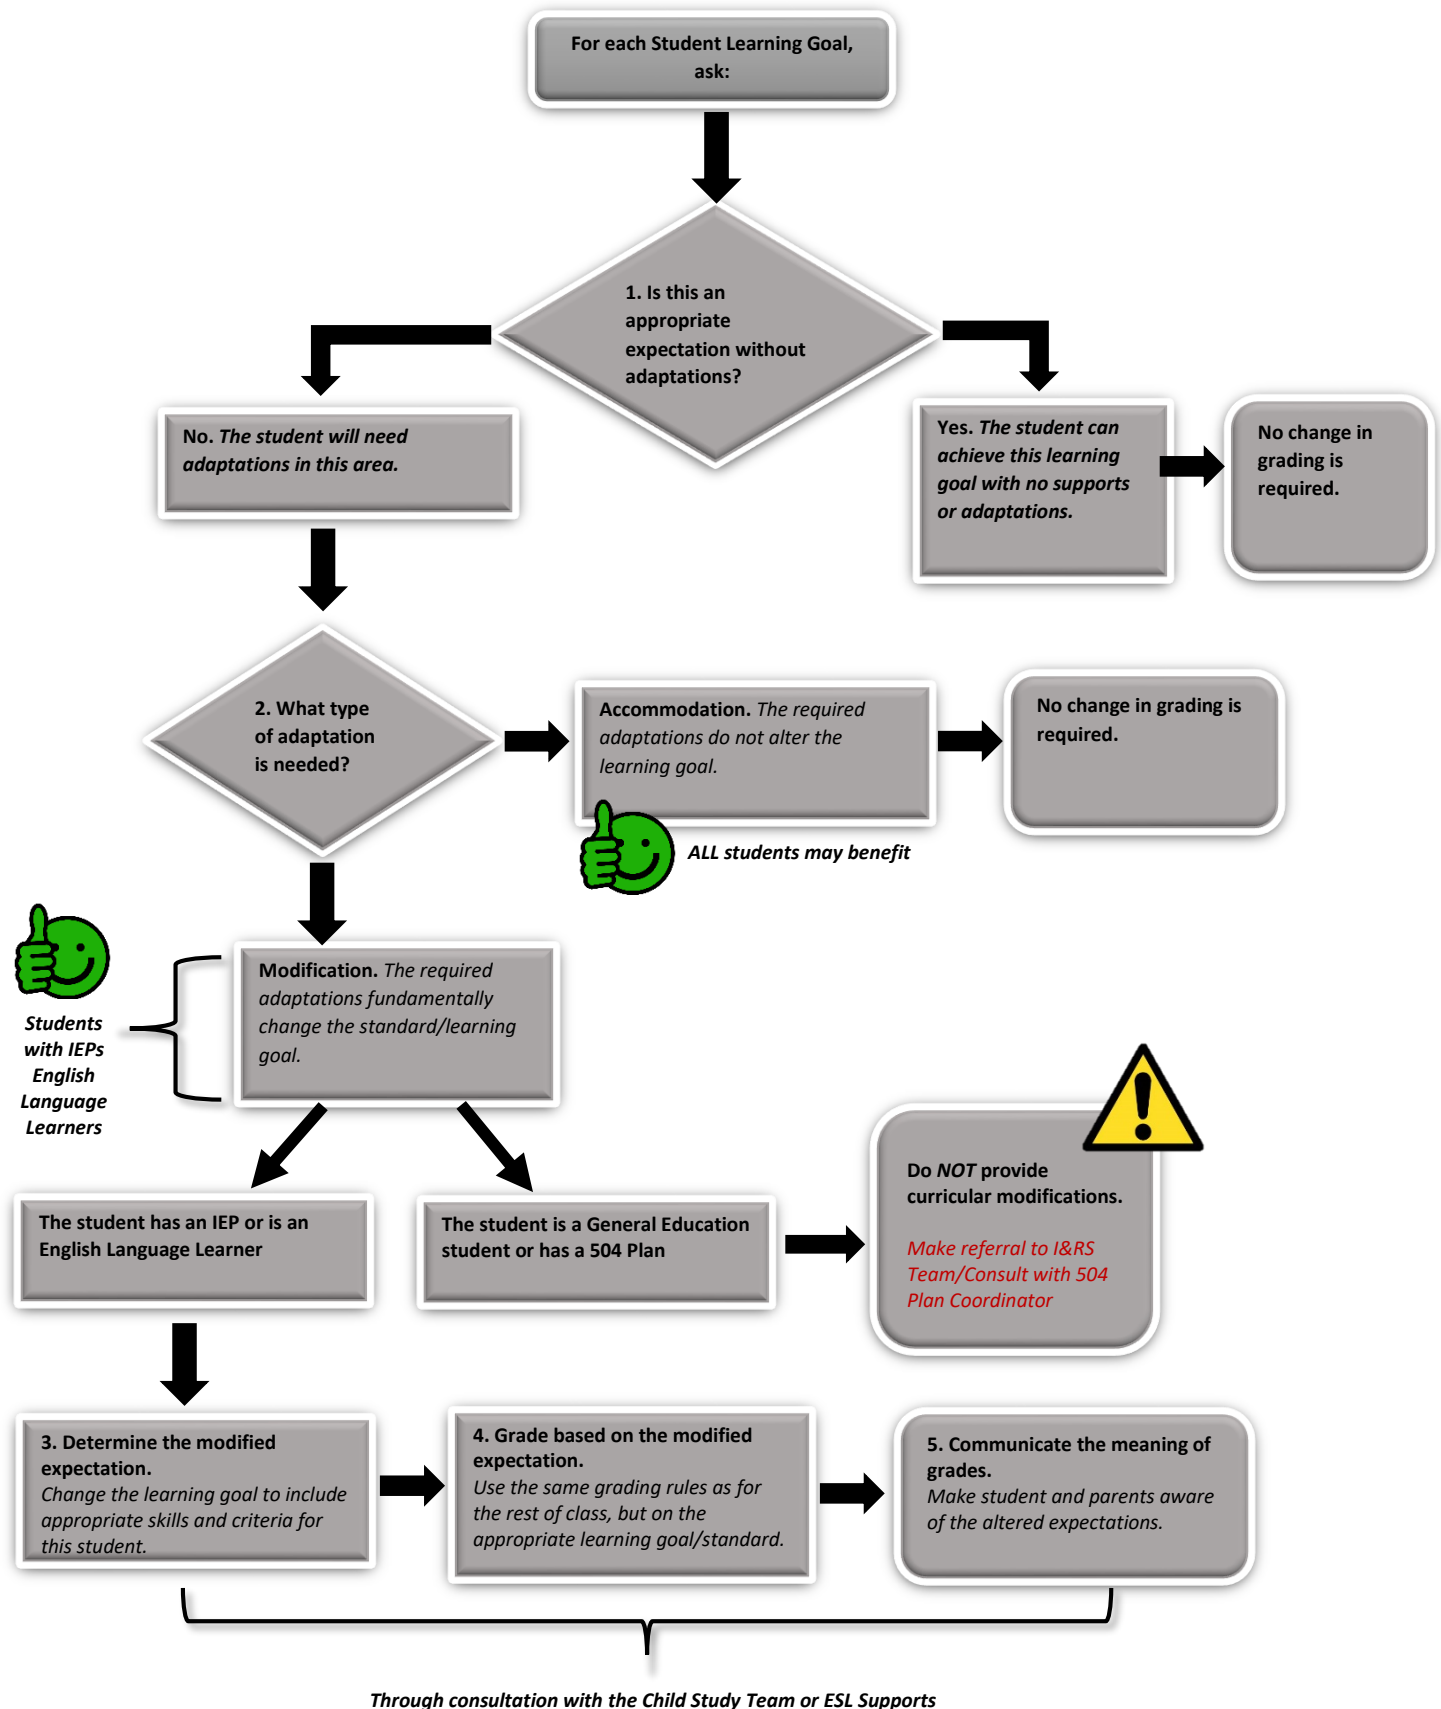 For each Student Learning Goal,
ask:
1. Is this an
appropriate
expectation without
adaptations?
No. The student will need
adaptations in this area.
Yes. The student can
achieve this learning
goal with no supports
or adaptations.
No change in
grading is
required.
2. What type
of adaptation
is needed?
Accommodation. The required
adaptations do not alter the
learning goal.
No change in grading is
required.
ALL students may benefit
Students
with IEPs
English
Language
Learners
Modification. The required
adaptations fundamentally
change the standard/learning
goal.
The student has an IEP or is an
English Language Learner
The student is a General Education
student or has a 504 Plan
Do NOT provide
curricular modifications.
Make referral to I&RS
Team/Consult with 504
Plan Coordinator
3. Determine the modified
expectation.
Change the learning goal to include
appropriate skills and criteria for
this student.
4. Grade based on the modified
expectation.
Use the same grading rules as for
the rest of class, but on the
appropriate learning goal/standard.
5. Communicate the meaning of
grades.
Make student and parents aware
of the altered expectations.
Through consultation with the Child Study Team or ESL Supports